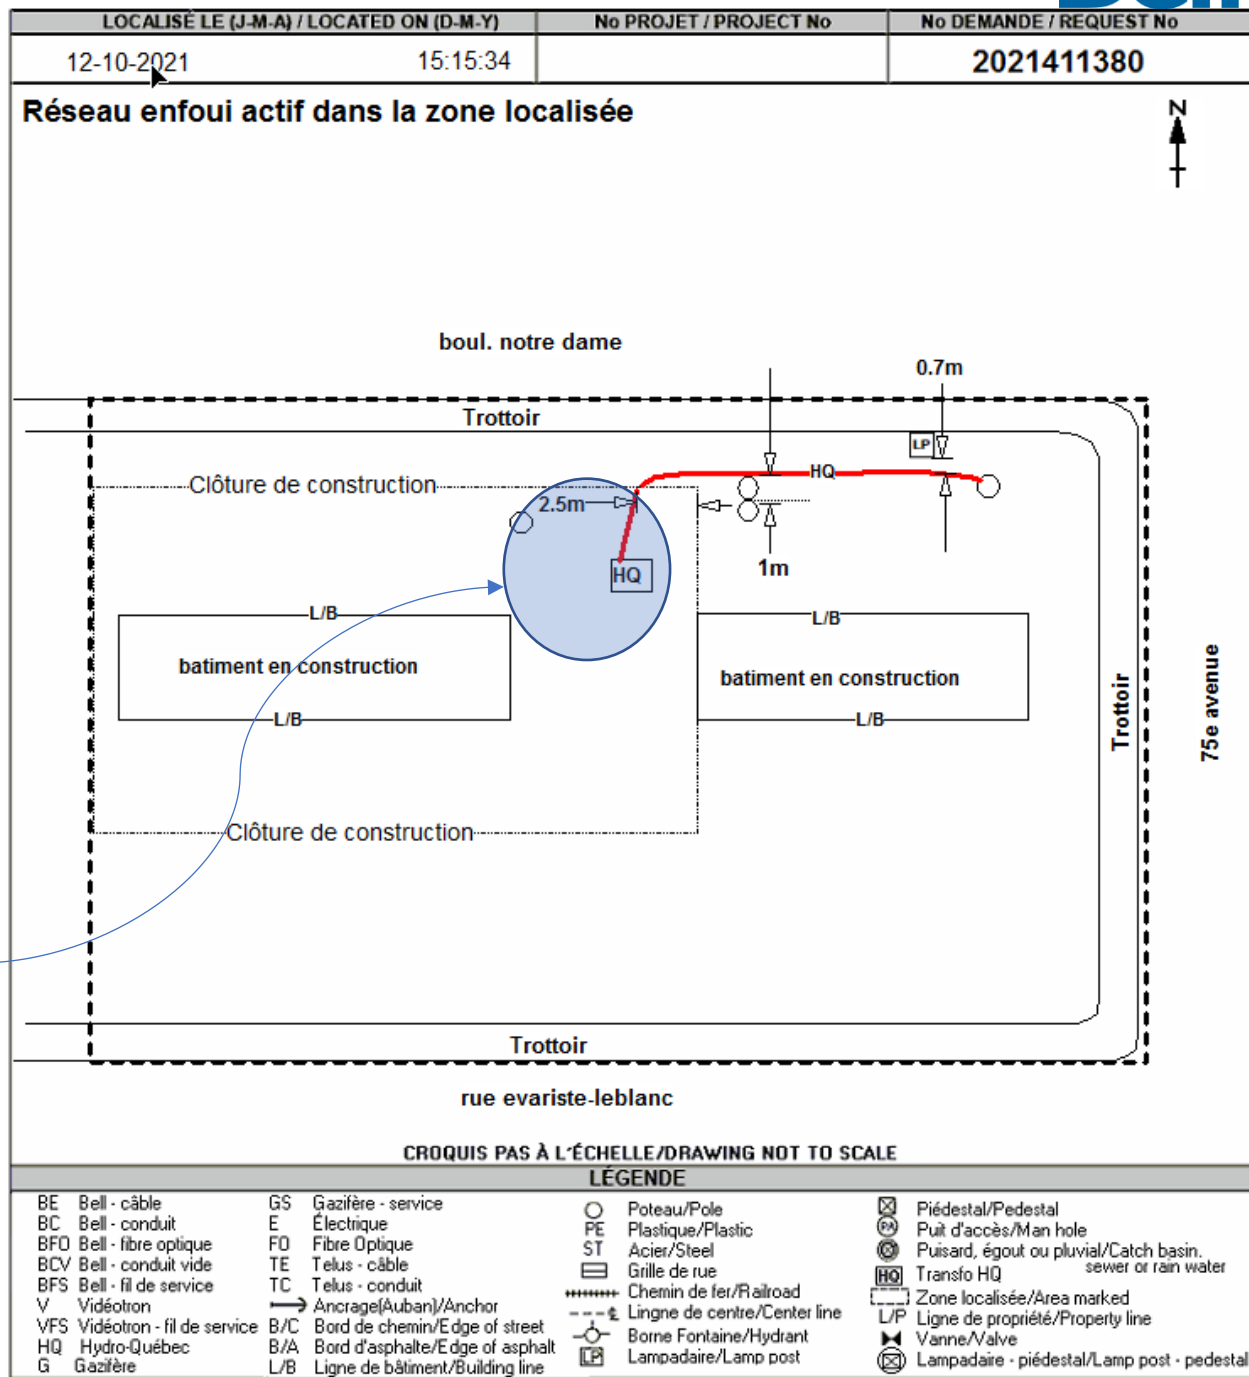 Bell
LOCALISÉ LE (J-M-A) / LOCATED ON (D-M-Y)
No PROJET / PROJECT No
No DEMANDE / REQUEST No
12-10-2021 15:15:34
2021411380
Réseau enfoui actif dans la zone localisée
N
boul. notre dame
0.7m
Trottoir
LP
HQ
Clôture de construction
2.5m
1m
HQ
L/B
L/B
batiment en construction
batiment en construction
L/B
L/B
Trottoir
75e avenue
Clôture de construction
Trottoir
rue evariste-leblanc
CROQUIS PAS À L'ÉCHELLE/DRAWING NOT TO SCALE
LÉGENDE
BE Bell - câble
BC Bell - conduit
BFO Bell - fibre optique
BCV Bell - conduit vide
BFS Bell - fil de service
V Vidéotron
VFS Vidéotron - fil de service
HQ Hydro-Québec
G Gazifère
GS Gazifère - service
E Électrique
FO Fibre Optique
TE Telus - câble
TC Telus - conduit
Ancrage(Auban)/Anchor
B/C Bord de chemin/Edge of street
B/A Bord d'asphalte/Edge of asphalt
L/B Ligne de bâtiment/Building line
Poteau/Pole
PE Plastique/Plastic
ST Acier/Steel
Grille de rue
Chemin de fer/Railroad
Lingne de centre/Center line
Borne Fontaine/Hydrant
LP Lampadaire/Lamp post
Piédestal/Pedestal
PA Puit d'accès/Man hole
Puisard, égout ou pluvial/Catch basin.
sewer or rain water
HQ Transfo HQ
Zone localisée/Area marked
L/P Ligne de propriété/Property line
Vanne/Valve
Lampadaire - piédestal/Lamp post - pedestal